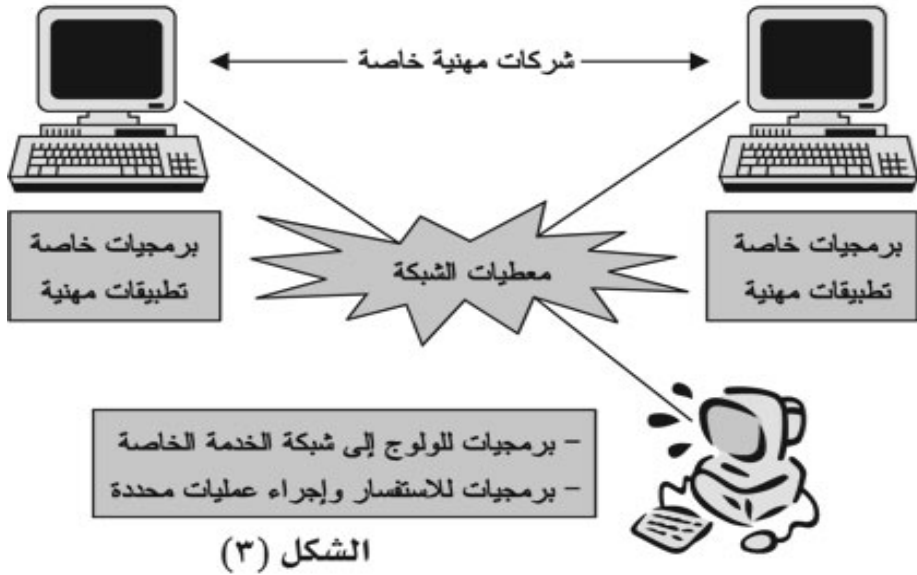 شركات مهنية خاصة
برمجيات خاصة
تطبيقات مهنية
معطيات الشبكة
برمجيات خاصة
تطبيقات مهنية
- برمجيات للولوج إلى شبكة الخدمة الخاصة
- برمجيات للاستفسار وإجراء عمليات محددة
الشكل (٣)